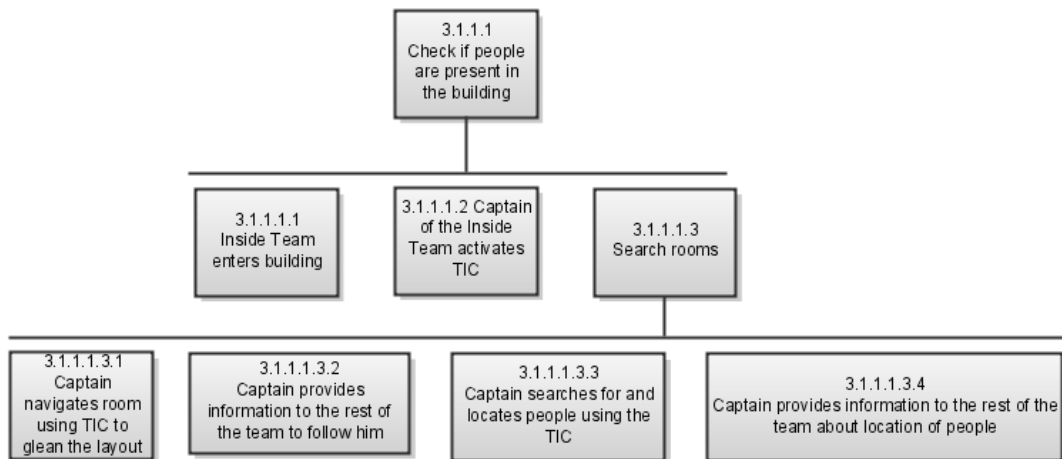 3.1.1.1
Check if people
are present in
the building
3.1.1.1.1
Inside Team
enters building
3.1.1.1.2 Captain
of the Inside
Team activates
TIC
3.1.1.1.3
Search rooms
3.1.1.1.3.1
Captain
navigates room
using TIC to
glean the layout
3.1.1.1.3.2
Captain provides
information to the rest of
the team to follow him
3.1.1.1.3.3
Captain searches for and
locates people using the
TIC
3.1.1.1.3.4
Captain provides information to the rest of the
team about location of people